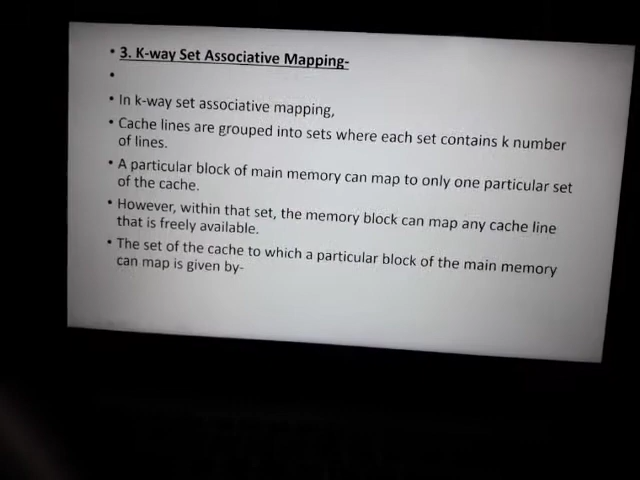 • 3. K-way Set Associative Mapping-
•
• In k-way set associative mapping,
• Cache lines are grouped into sets where each set contains k number
of lines.
• A particular block of main memory can map to only one particular set
of the cache.
• However, within that set, the memory block can map any cache line
that is freely available.
• The set of the cache to which a particular block of the main memory
can map is given by-